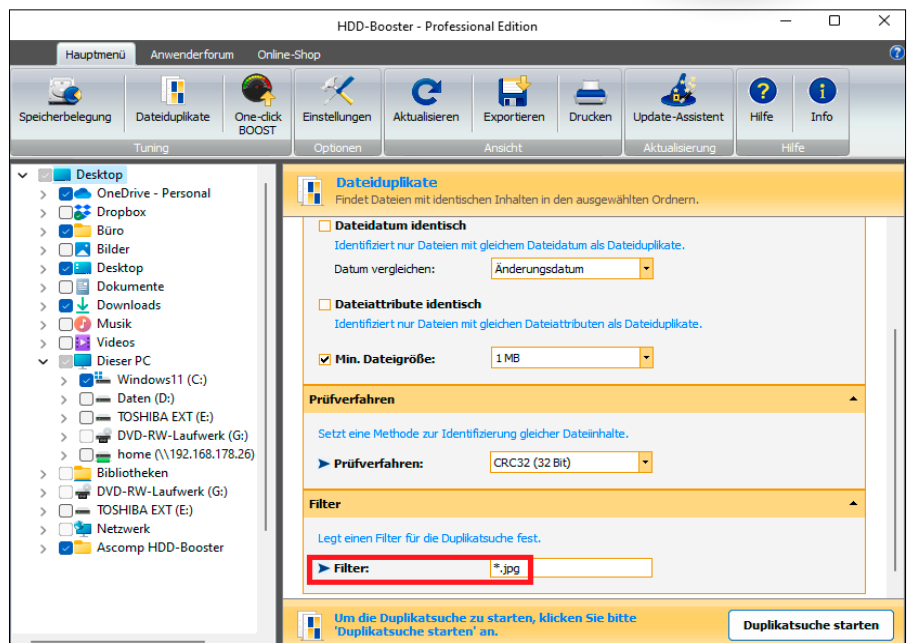 HDD-Booster - Professional Edition
Hauptmenü Anwenderforum Online-Shop
Speicherbelegung Dateiduplikate One-click BOOST Einstellungen Aktualisieren Exportieren Drucken Update-Assistent Hilfe Info
Tuning Optionen Ansicht Aktualisierung Hilfe
Desktop
OneDrive - Personal
Dropbox
Büro
Bilder
Desktop
Dokumente
Downloads
Musik
Videos
Dieser PC
Windows11 (C:)
Daten (D:)
TOSHIBA EXT (E:)
DVD-RW-Laufwerk (G:)
home (\\192.168.178.26)
Bibliotheken
DVD-RW-Laufwerk (G:)
TOSHIBA EXT (E:)
Netzwerk
Ascomp HDD-Booster
Dateiduplikate
Findet Dateien mit identischen Inhalten in den ausgewählten Ordnern.
Dateidatum identisch
Identifiziert nur Dateien mit gleichem Dateidatum als Dateiduplikate.
Datum vergleichen: Änderungsdatum
Dateiattribute identisch
Identifiziert nur Dateien mit gleichen Dateiattributen als Dateiduplikate.
Min. Dateigröße: 1 MB
Prüfverfahren
Setzt eine Methode zur Identifizierung gleicher Dateiinhalte.
Prüfverfahren: CRC32 (32 Bit)
Filter
Legt einen Filter für die Duplikatsuche fest.
Filter: *.jpg
Um die Duplikatsuche zu starten, klicken Sie bitte
'Duplikatsuche starten' an.
Duplikatsuche starten